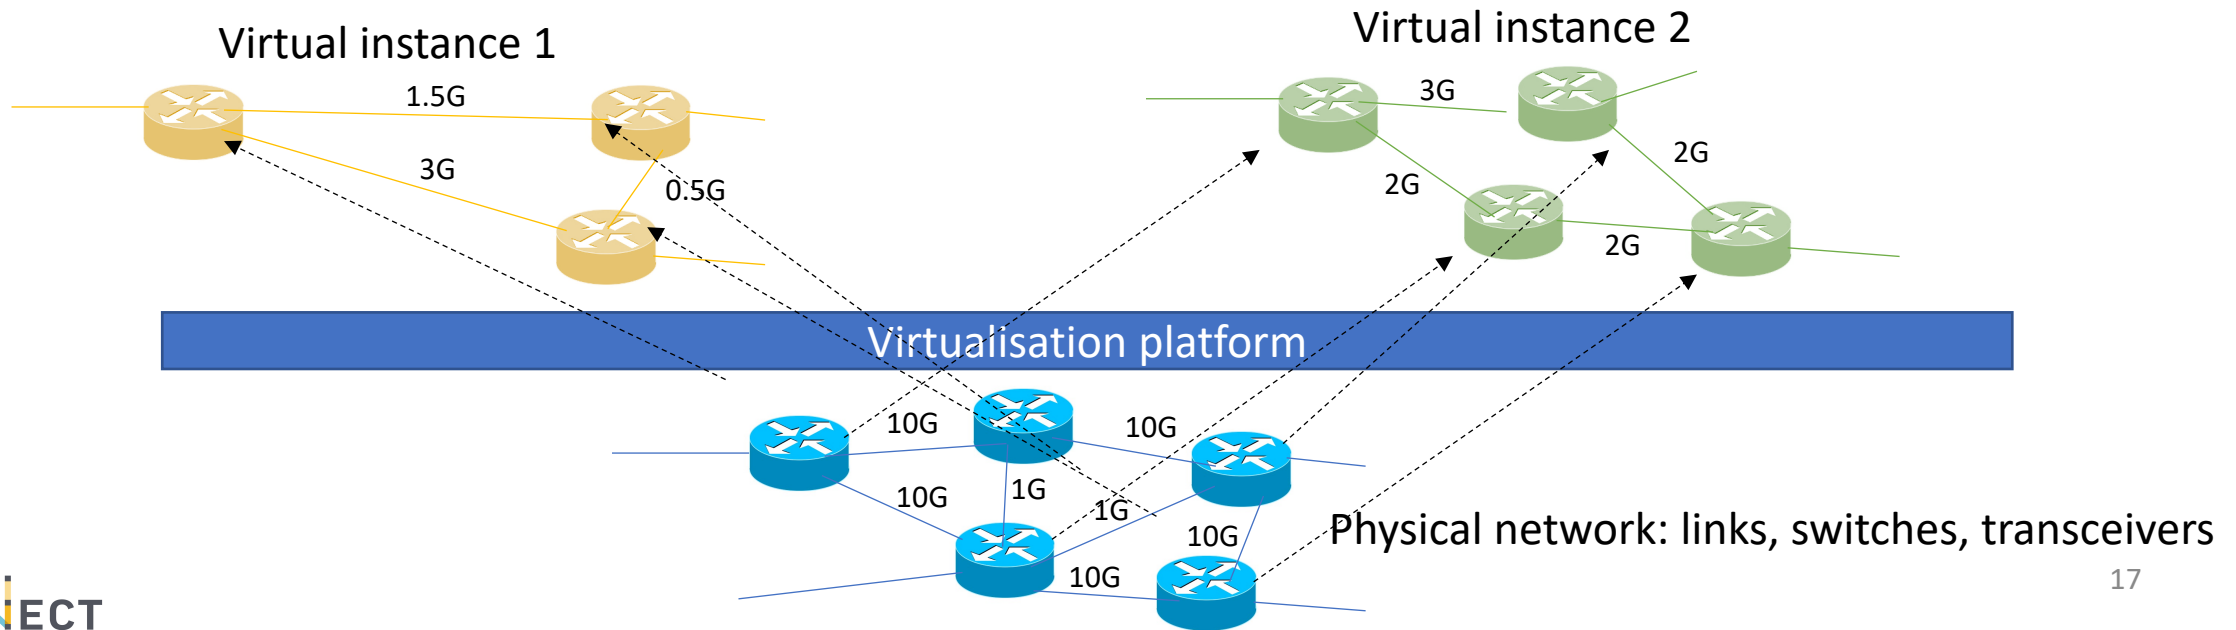 Virtual instance 1
Virtual instance 2
1.5G
3G
0.5G
3G
2G
2G
2G
Virtualisation platform
10G
10G
10G
1G
1G
10G
10G
Physical network: links, switches, transceivers
17
ECT